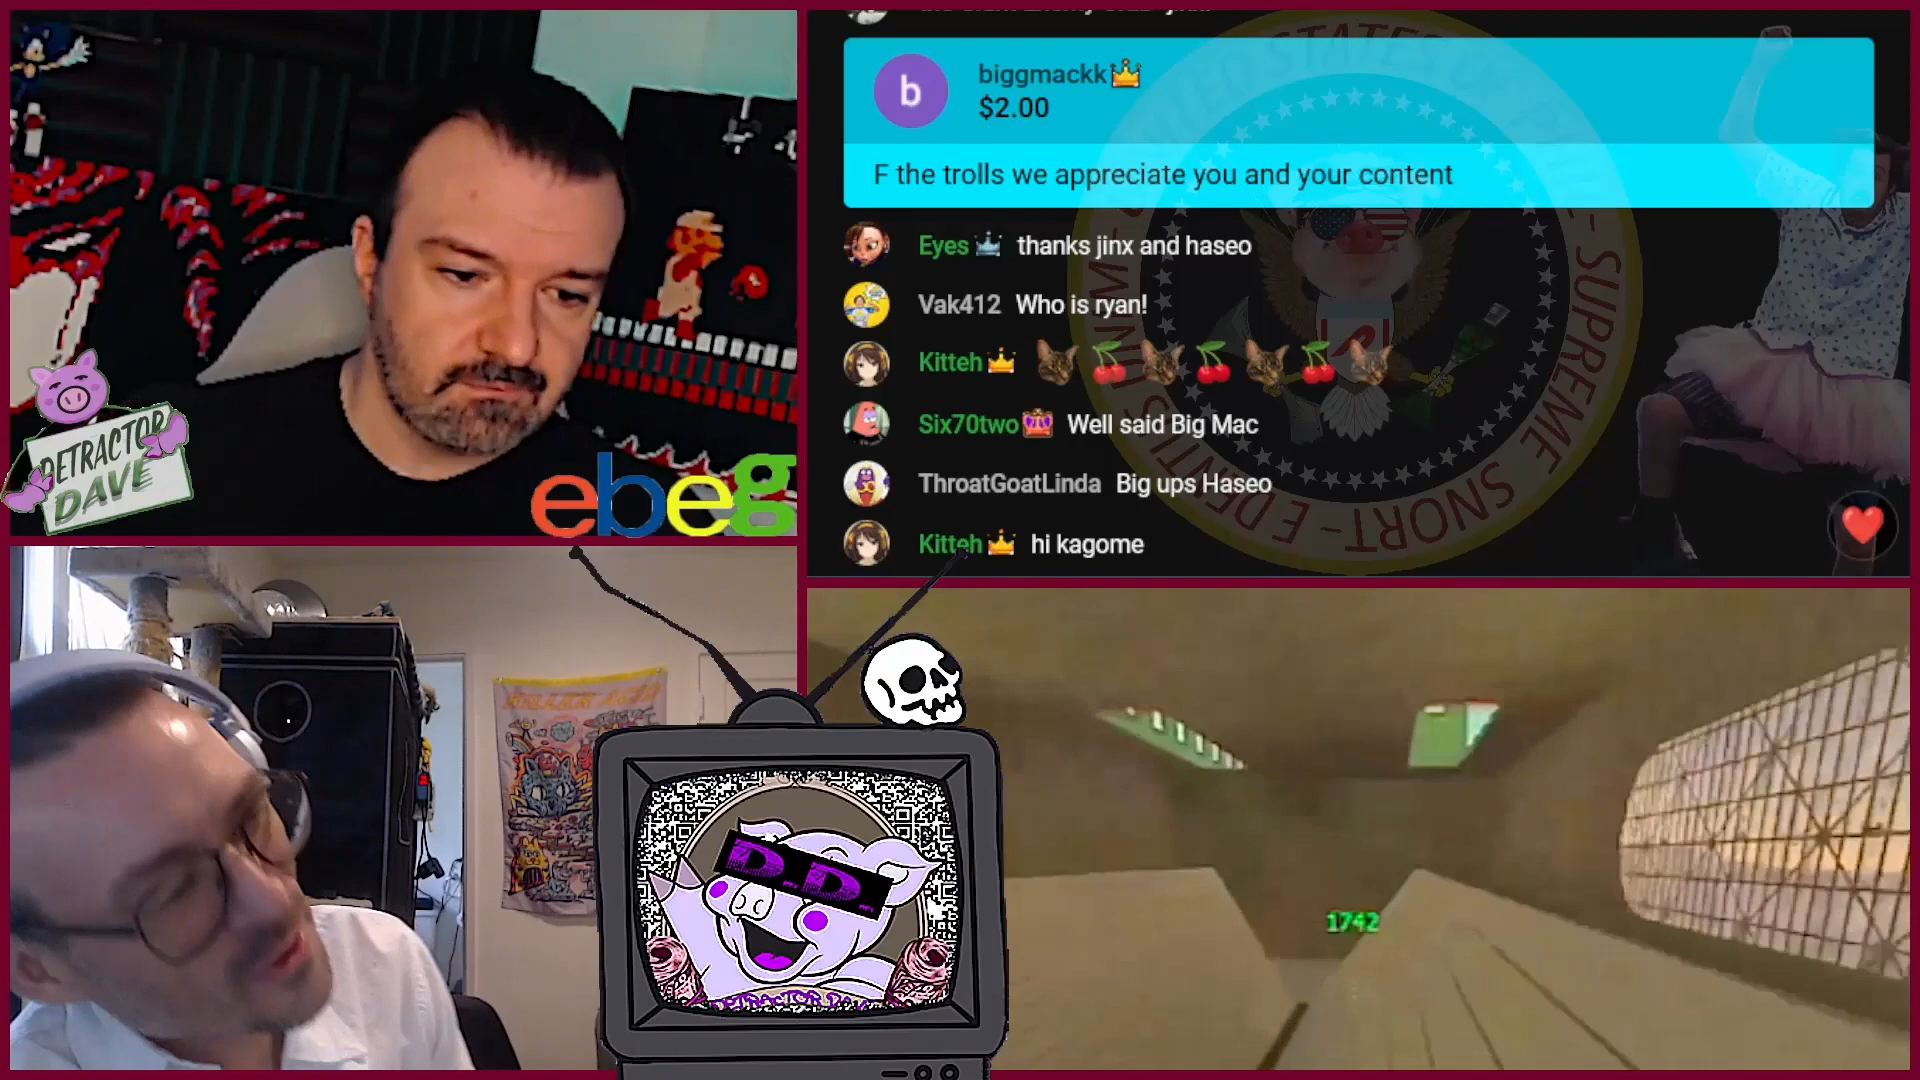 biggmackk
$2.00
F the trolls we appreciate you and your content
Eyes thanks jinx and haseo
Vak412 Who is ryan!
Kitteh
Six70two Well said Big Mac
ThroatGoatLinda Big ups Haseo
Kitteh hi kagome
b
DETRACTOR
DAVE
ebeg
KILLER ACID
D.D.
1742
SUPREME
SNORT